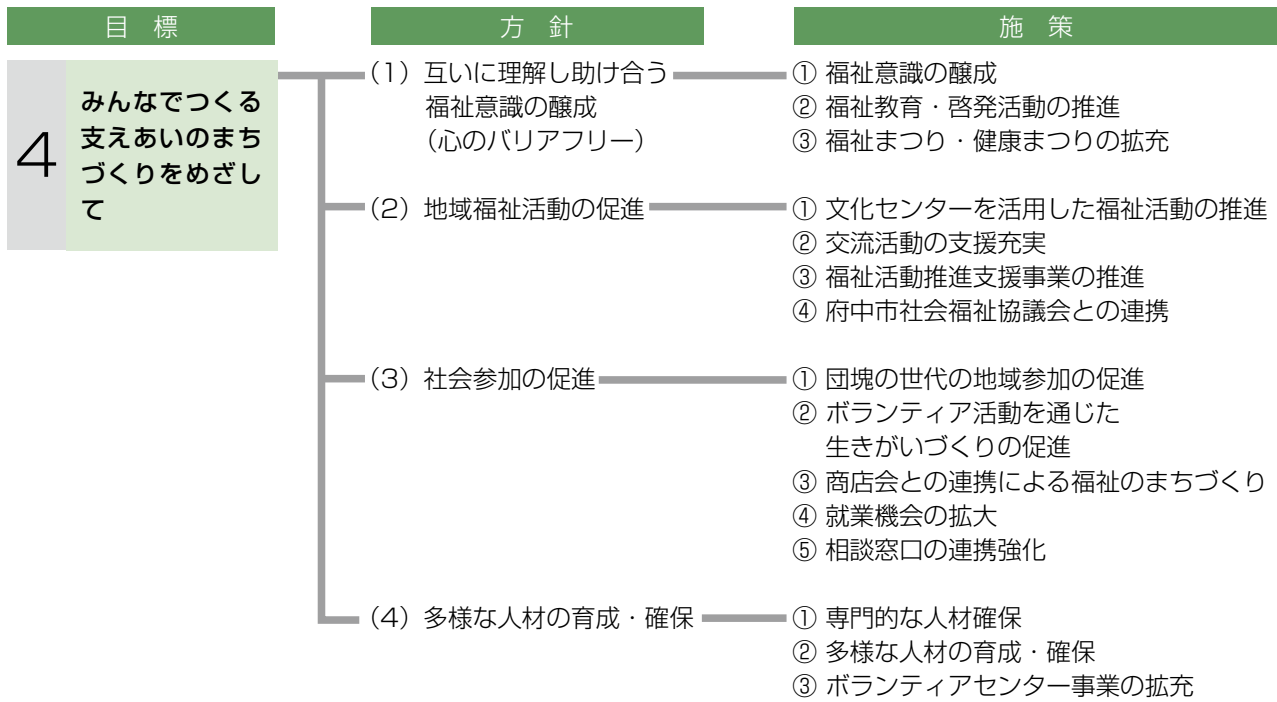 目標
方針
施策
4
みんなでつくる
支えあいのまち
づくりをめざし
て
(1) 互いに理解し助け合う
福祉意識の醸成
(心のバリアフリー)
① 福祉意識の醸成
② 福祉教育・啓発活動の推進
③ 福祉まつり・健康まつりの拡充
(2) 地域福祉活動の促進
① 文化センターを活用した福祉活動の推進
② 交流活動の支援充実
③ 福祉活動推進支援事業の推進
④ 府中市社会福祉協議会との連携
(3) 社会参加の促進
① 団塊の世代の地域参加の促進
② ボランティア活動を通じた
生きがいづくりの促進
③ 商店会との連携による福祉のまちづくり
④ 就業機会の拡大
⑤ 相談窓口の連携強化
(4) 多様な人材の育成・確保
① 専門的な人材確保
② 多様な人材の育成・確保
③ ボランティアセンター事業の拡充